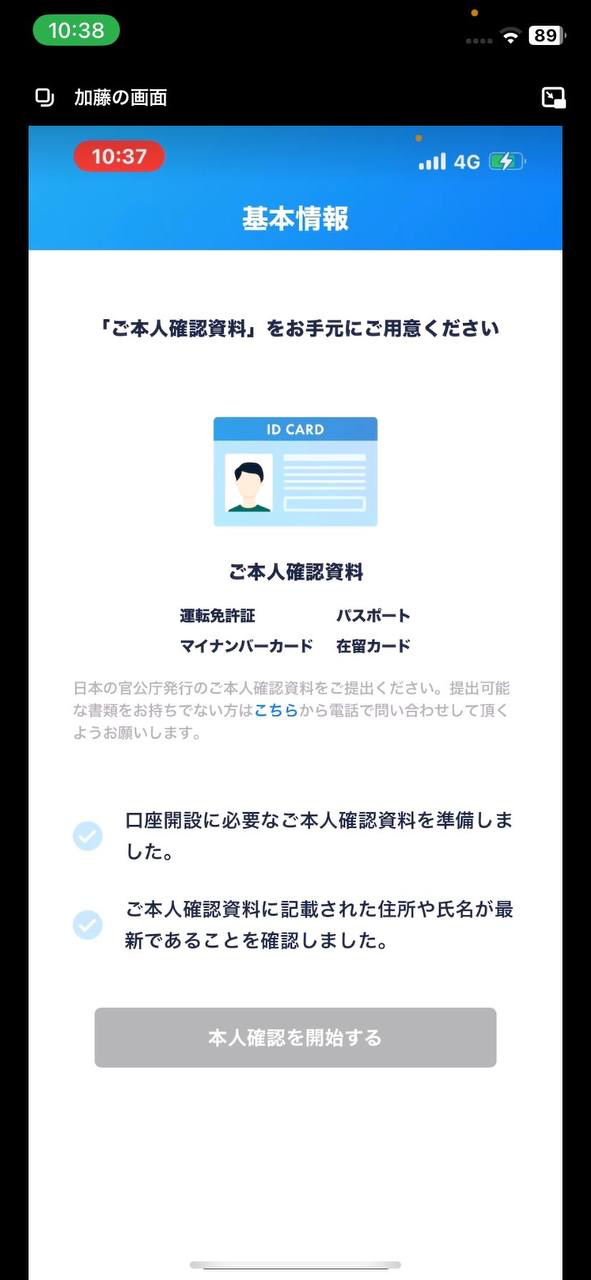 10:38
89
加藤の画面
10:37
4G
基本情報
「ご本人確認資料」をお手元にご用意ください
ID CARD
ご本人確認資料
運転免許証 パスポート
マイナンバーカード 在留カード
日本の官公庁発行のご本人確認資料をご提出ください。提出可能
な書類をお持ちでない方はこちらから電話で問い合わせして頂く
ようお願いします。
口座開設に必要なご本人確認資料を準備しま
した。
ご本人確認資料に記載された住所や氏名が最
新であることを確認しました。
本人確認を開始する